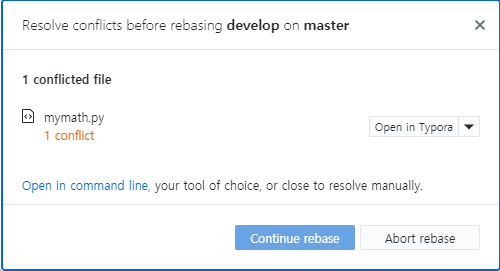 Resolve conflicts before rebasing develop on master
1 conflicted file
mymath.py
1 conflict
Open in Typora
Open in command line, your tool of choice, or close to resolve manually.
Continue rebase
Abort rebase